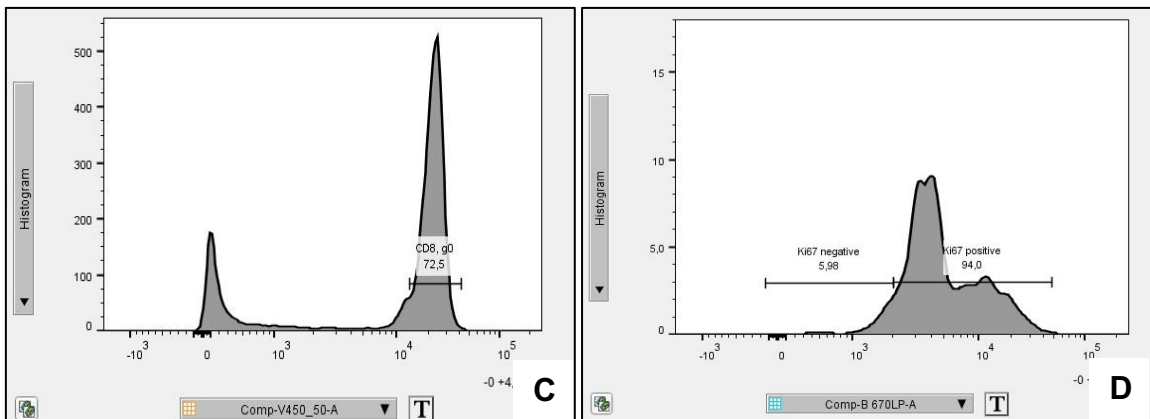 500
400
300
200
100
0
Histogram
CD8, g0
72,5
-10 3
0
10 3
10 4
10 5
-0 +4,
Comp-V450_50-A
T
C
15
10
5,0
0
Histogram
Ki67 negative
5,98
Ki67 positive
94,0
-10 3
0
10 3
10 4
10 5
-0
Comp-B 670LP-A
T
D